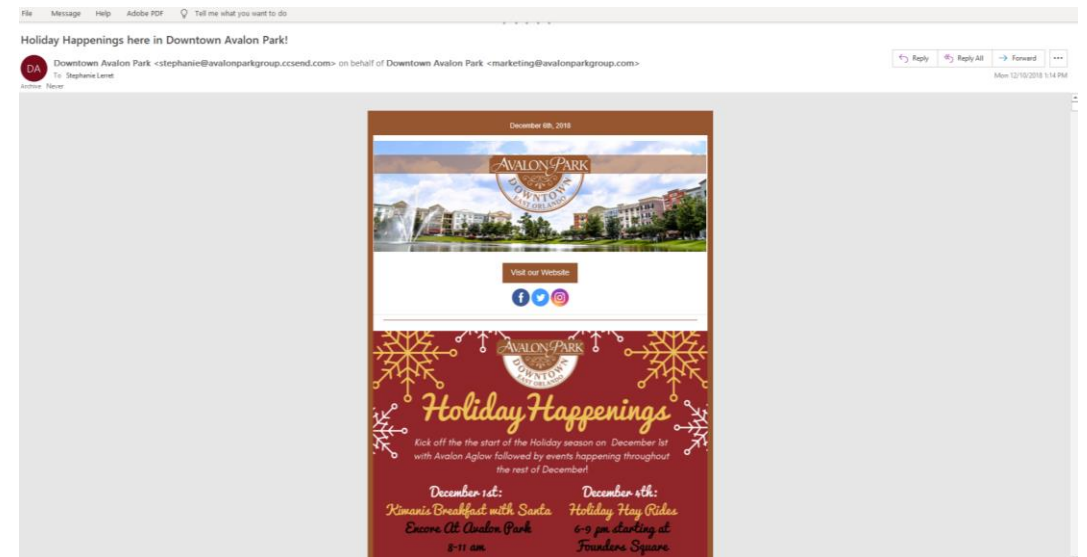 File Message Help Adobe PDF Tell me what you want to do
Holiday Happenings here in Downtown Avalon Park!
DA
Downtown Avalon Park <stephanie@avalonparkgroup.ccsend.com> on behalf of Downtown Avalon Park <marketing@avalonparkgroup.com>
To Stephanie Lerret
Archive Never
Reply Reply All Forward
Mon 12/10/2018 1:14 PM
December 6th, 2018
AVALON PARK
DOWNTOWN
EAST ORLANDO
Visit our Website
AVALON PARK
DOWNTOWN
EAST ORLANDO
Holiday Happenings
Kick off the the start of the Holiday season on December 1st
with Avalon Aglow followed by events happening throughout
the rest of December!
December 1st:
Kiwanis Breakfast with Santa
Encore At Avalon Park
8-11 am
December 4th:
Holiday Hay Rides
6-9 pm starting at
Founders Square